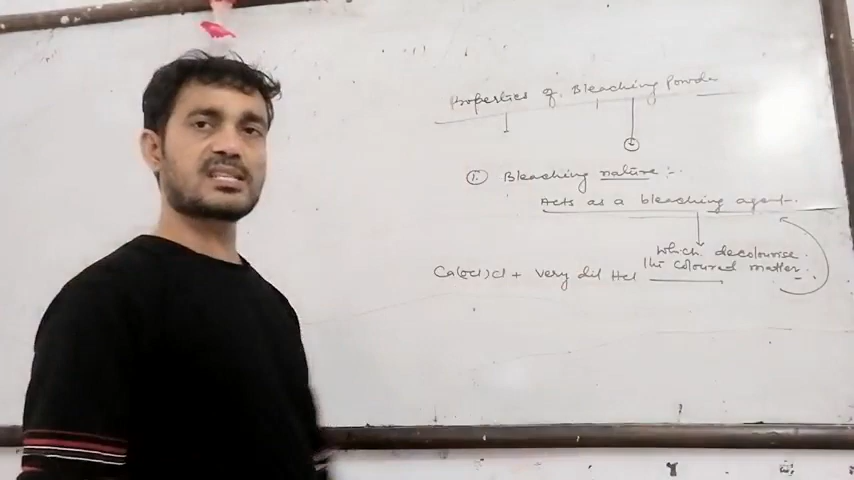 Properties of Bleaching Powder
1. Bleaching nature :-
Acts as a bleaching agent.
which decolourise
the coloured matter.
Ca(ocl)cl + very dil Hcl